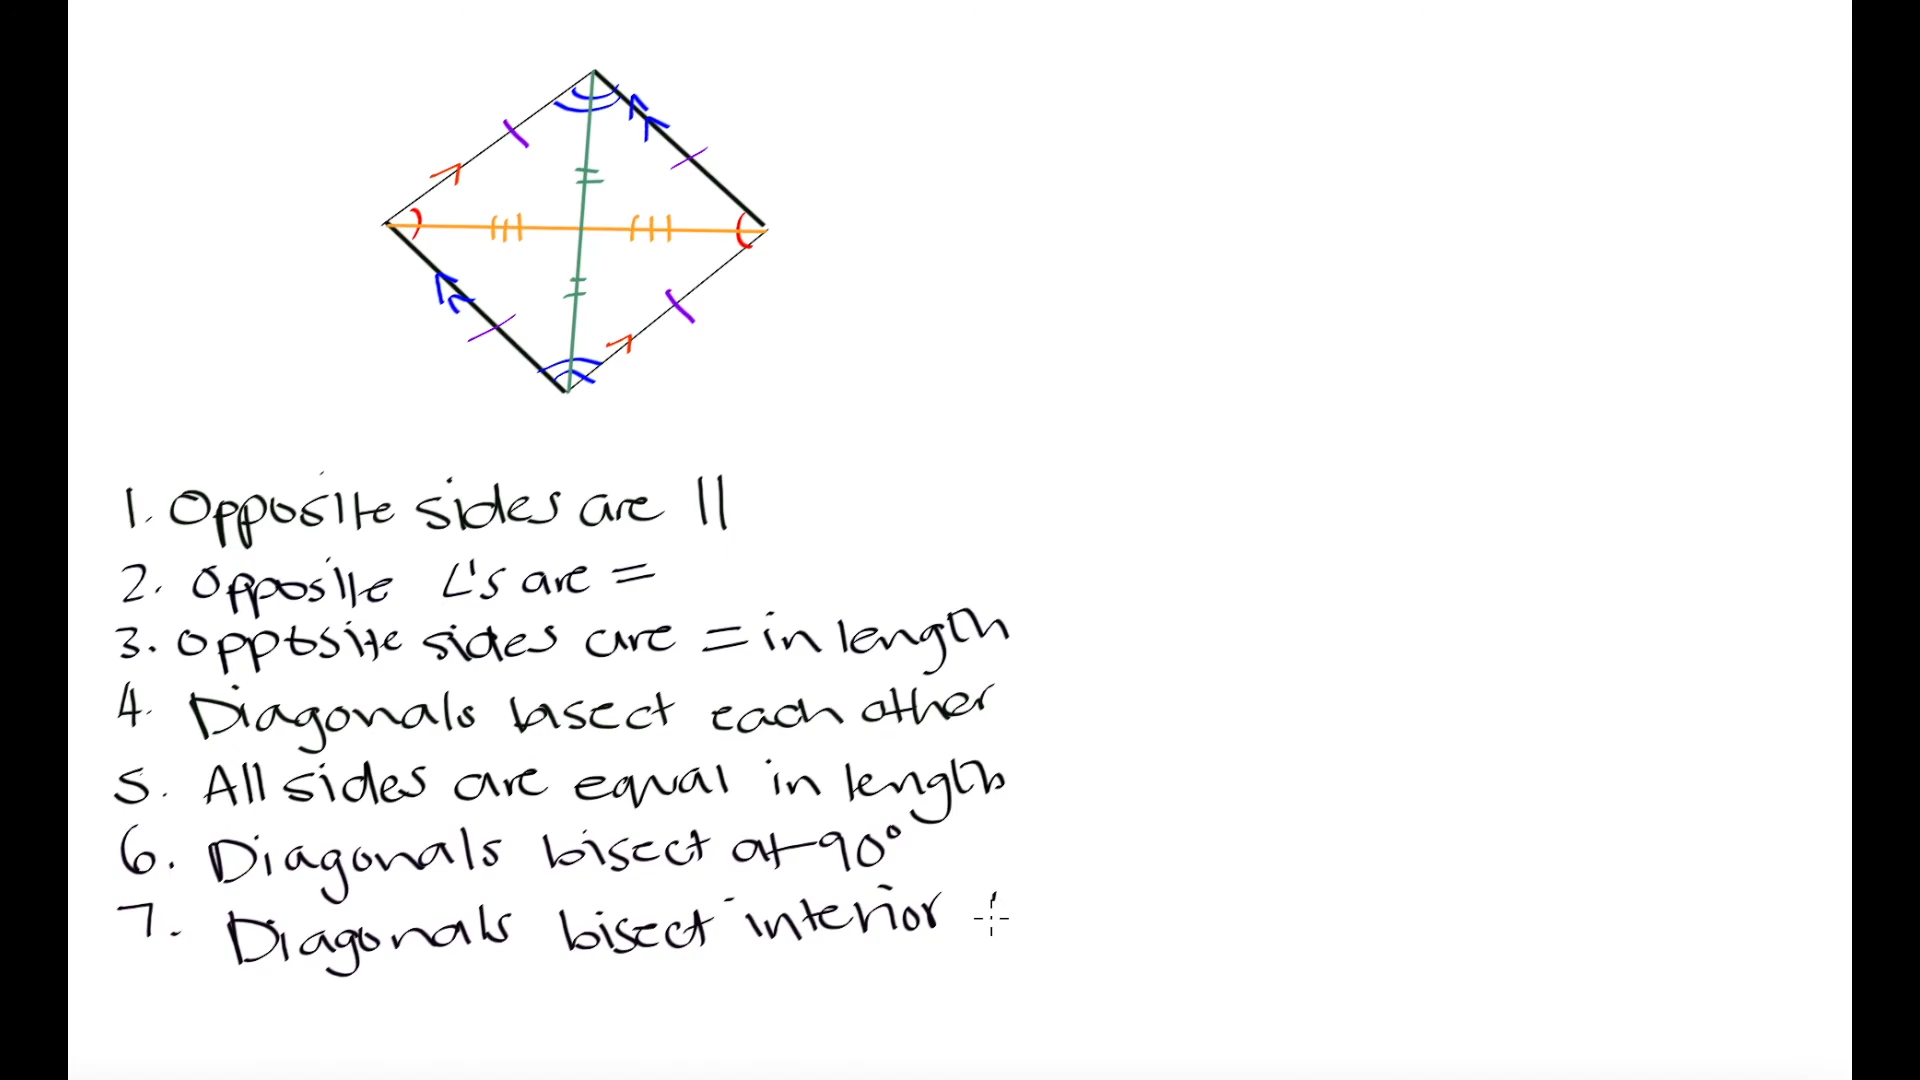 1. Opposite sides are ||
2. Opposite ∠'s are =
3. Opposite sides are = in length
4. Diagonals bisect each other
5. All sides are equal in length
6. Diagonals bisect at 90°
7. Diagonals bisect interior